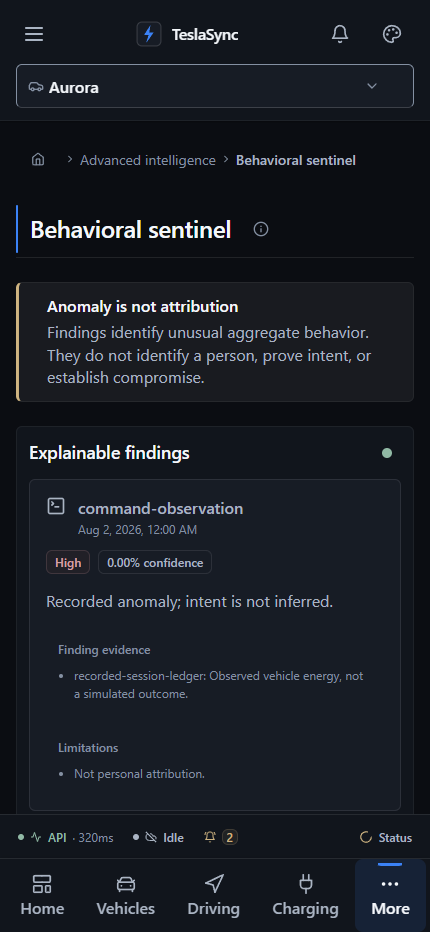 TeslaSync
Aurora
Advanced intelligence > Behavioral sentinel
Behavioral sentinel
Anomaly is not attribution
Findings identify unusual aggregate behavior.
They do not identify a person, prove intent, or
establish compromise.
Explainable findings
command-observation
Aug 2, 2026, 12:00 AM
High 0.00% confidence
Recorded anomaly; intent is not inferred.
Finding evidence
• recorded-session-ledger: Observed vehicle energy, not
a simulated outcome.
Limitations
• Not personal attribution.
API · 320ms Idle 2 Status
Home Vehicles Driving Charging More